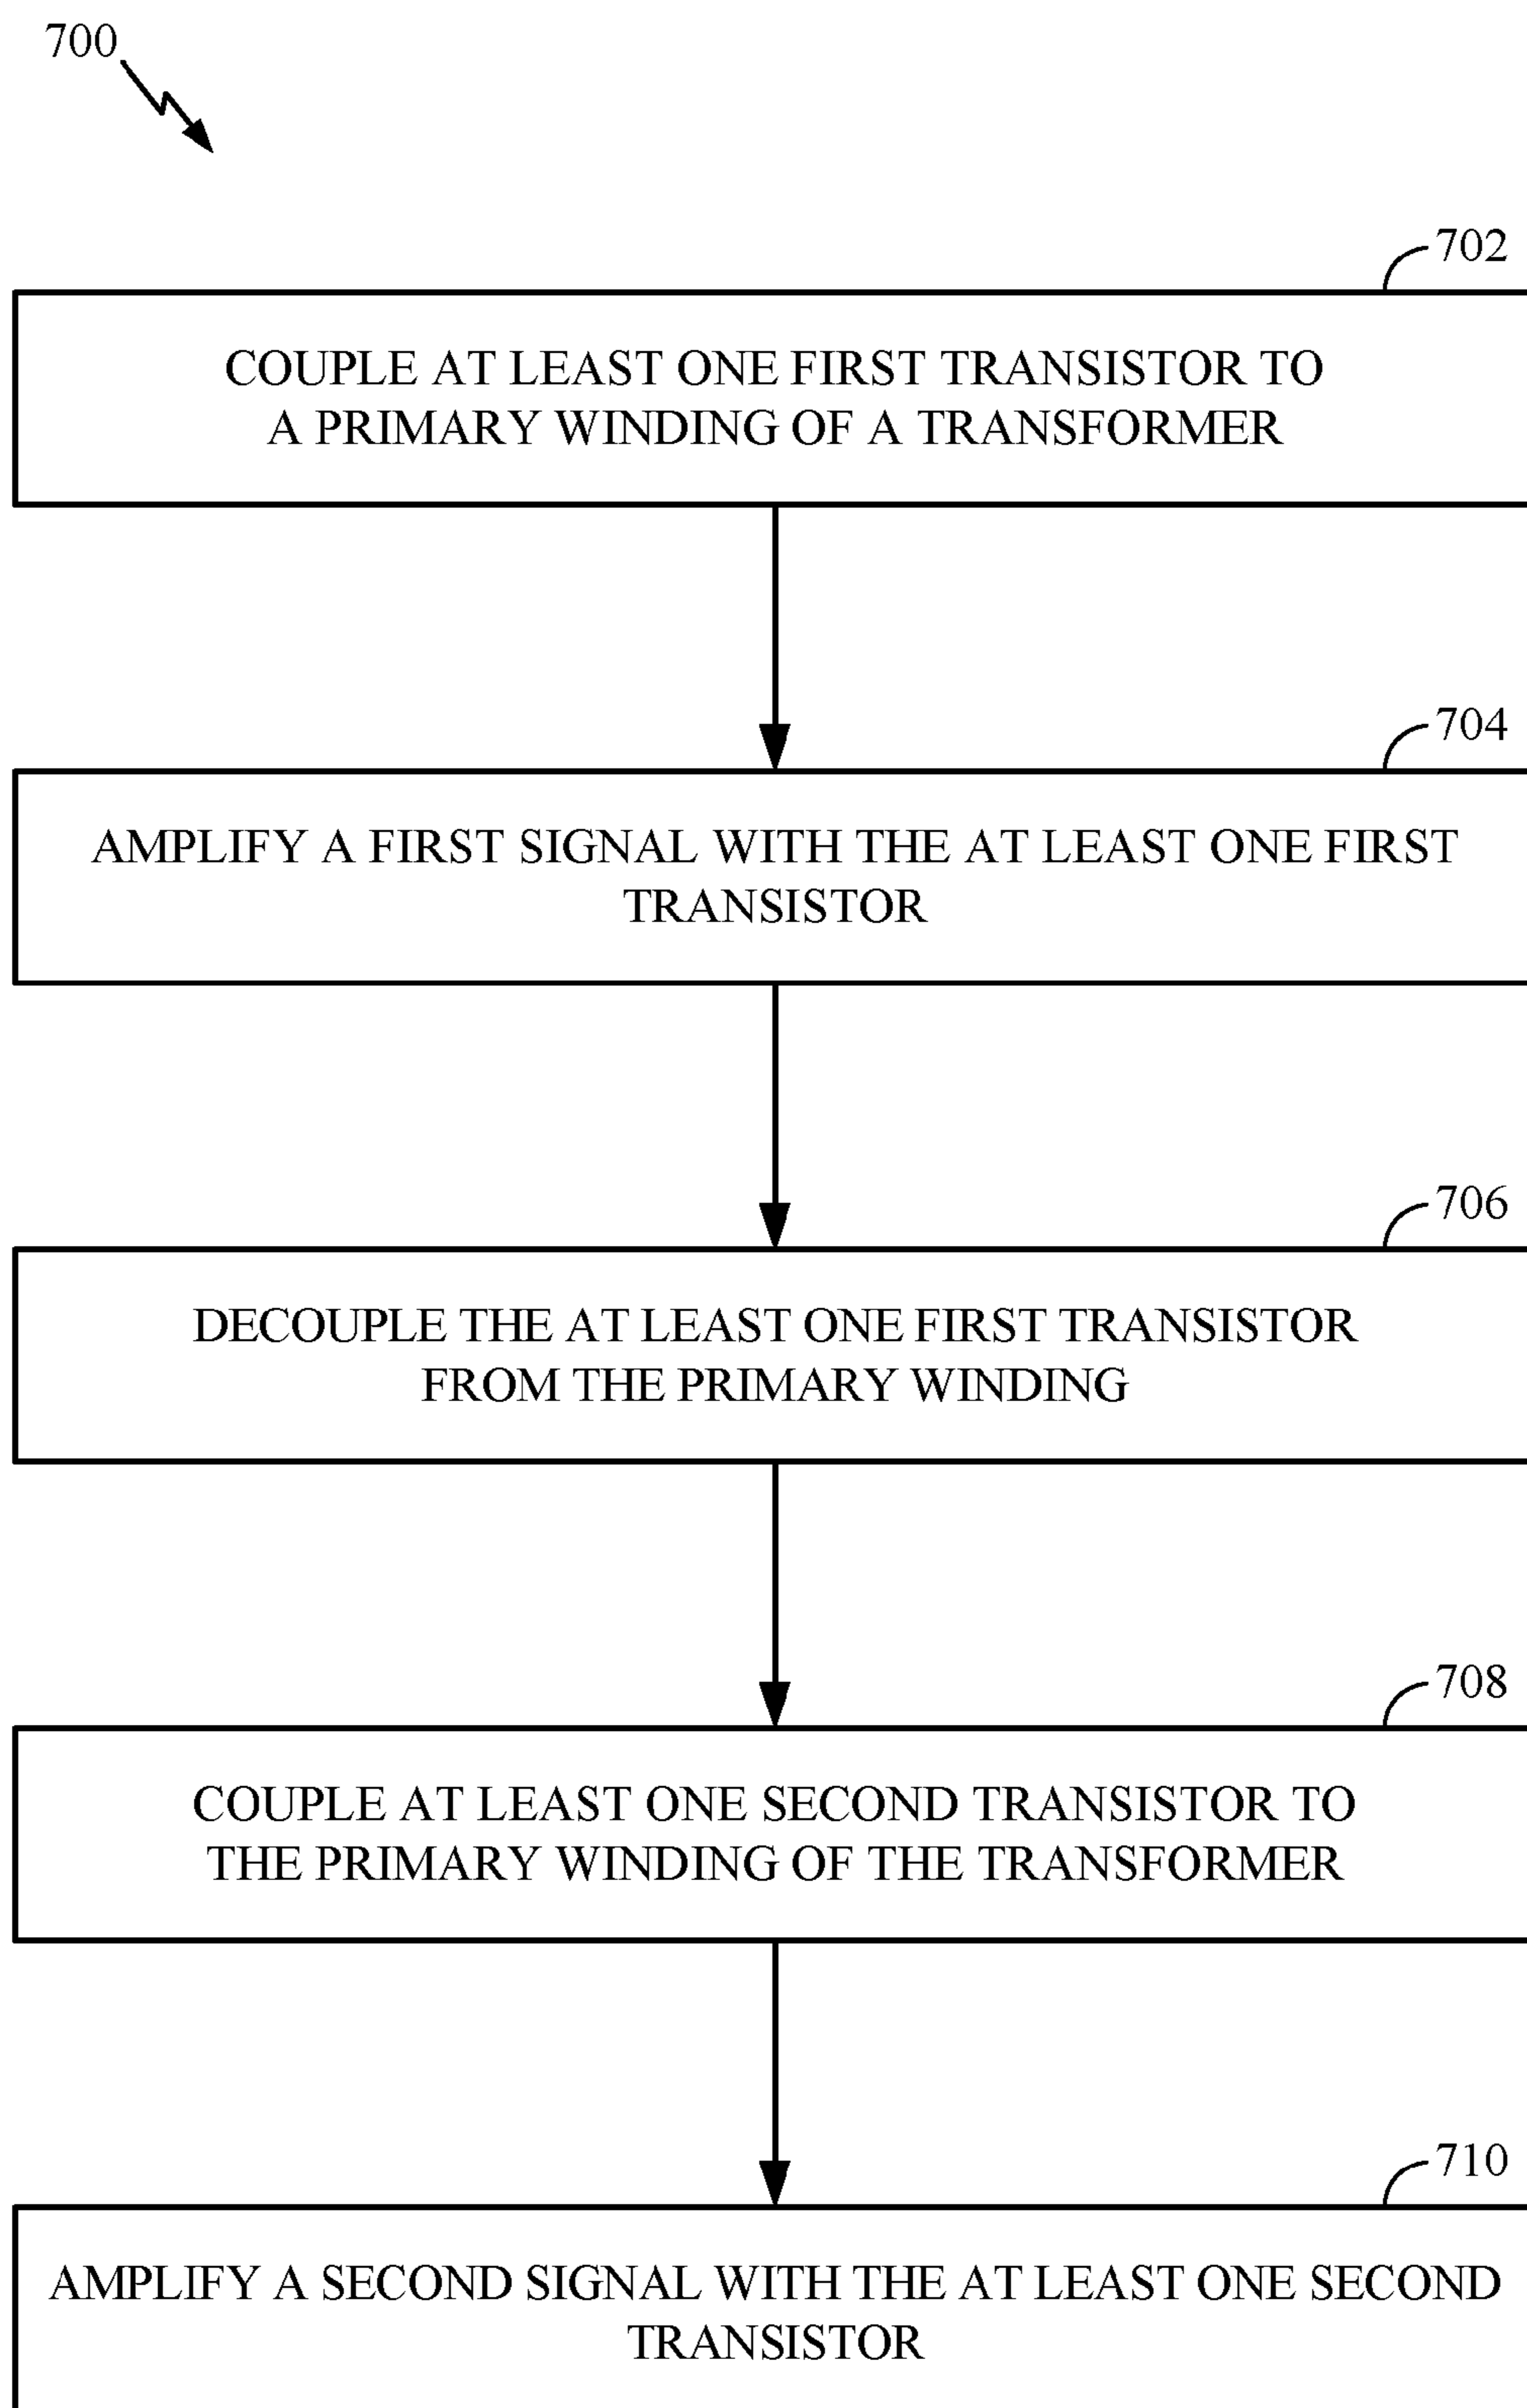 700
702
COUPLE AT LEAST ONE FIRST TRANSISTOR TO
A PRIMARY WINDING OF A TRANSFORMER
704
AMPLIFY A FIRST SIGNAL WITH THE AT LEAST ONE FIRST
TRANSISTOR
706
DECOUPLE THE AT LEAST ONE FIRST TRANSISTOR
FROM THE PRIMARY WINDING
708
COUPLE AT LEAST ONE SECOND TRANSISTOR TO
THE PRIMARY WINDING OF THE TRANSFORMER
710
AMPLIFY A SECOND SIGNAL WITH THE AT LEAST ONE SECOND
TRANSISTOR